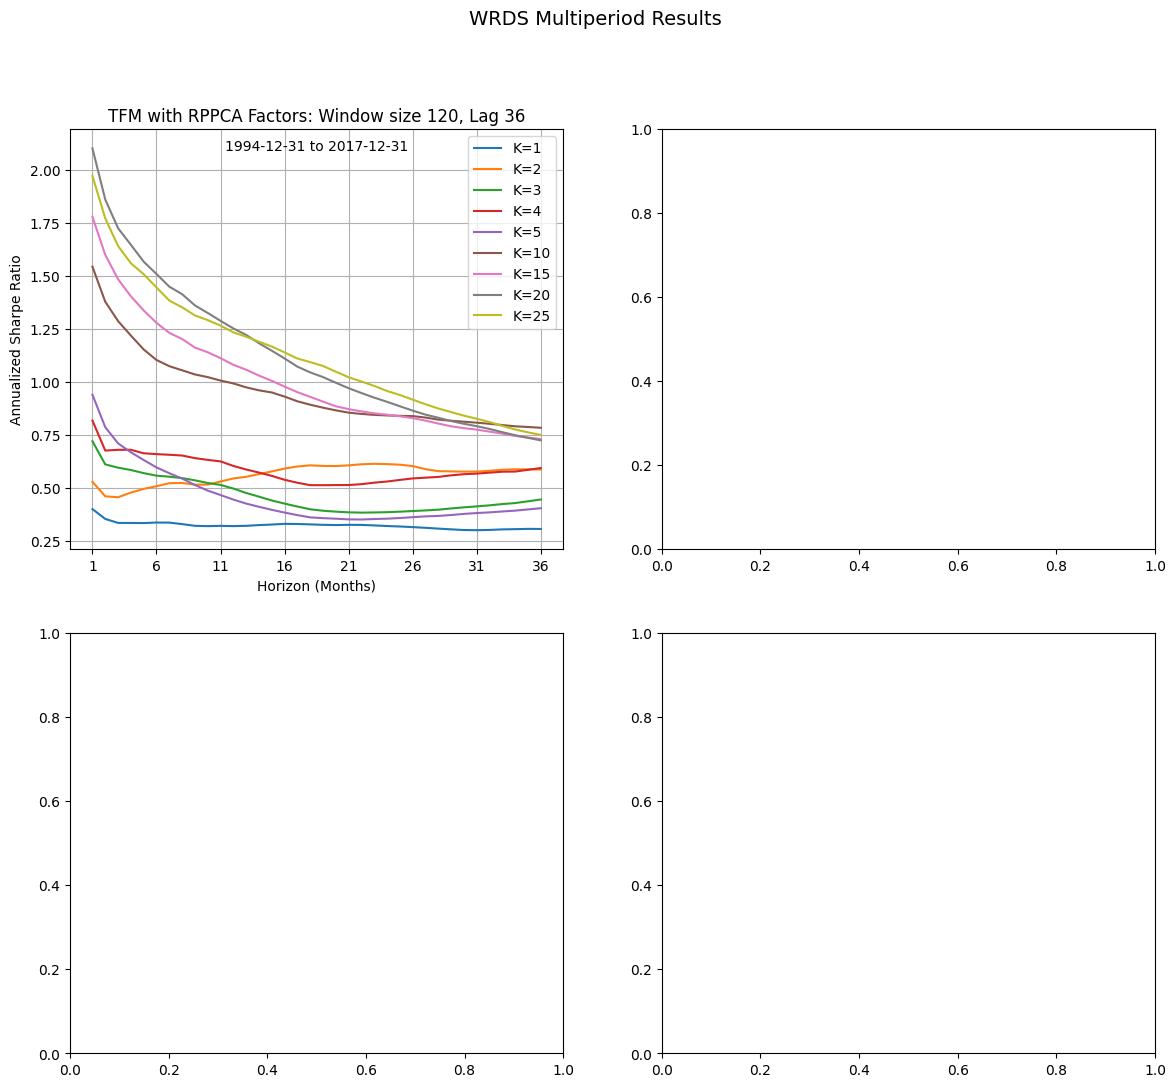 WRDS Multiperiod Results
TFM with RPPCA Factors: Window size 120, Lag 36
1994-12-31 to 2017-12-31
K=1
K=2
K=3
K=4
K=5
K=10
K=15
K=20
K=25
Annualized Sharpe Ratio
2.00
1.75
1.50
1.25
1.00
0.75
0.50
0.25
1 6 11 16 21 26 31 36
Horizon (Months)
1.0
0.8
0.6
0.4
0.2
0.0
0.0 0.2 0.4 0.6 0.8 1.0
1.0
0.8
0.6
0.4
0.2
0.0
0.0 0.2 0.4 0.6 0.8 1.0
1.0
0.8
0.6
0.4
0.2
0.0
0.0 0.2 0.4 0.6 0.8 1.0